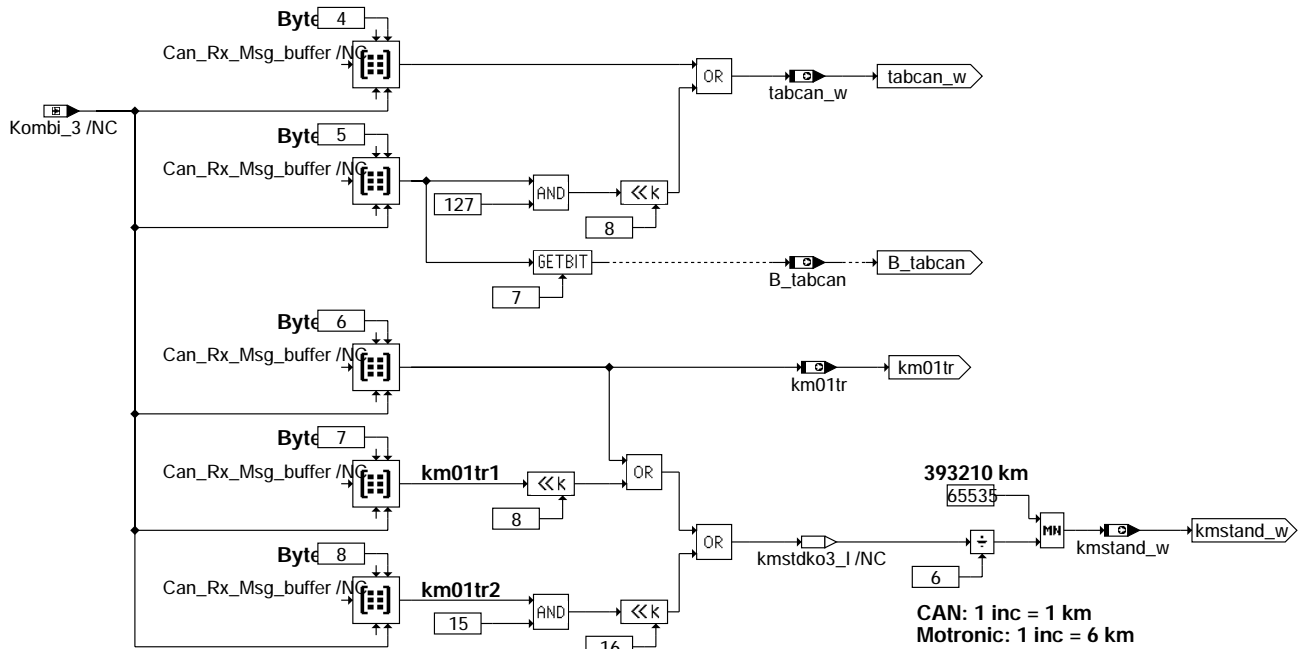 Byte 4
Can_Rx_Msg_buffer /NC
OR
tabcan_w
tabcan_w
Kombi_3 /NC
Byte 5
Can_Rx_Msg_buffer /NC
127
AND
<<k
8
GETBIT
7
B_tabcan
B_tabcan
Byte 6
Can_Rx_Msg_buffer /NC
km01tr
km01tr
Byte 7
Can_Rx_Msg_buffer /NC
km01tr1
<<k
8
OR
393210 km
65535
MN
kmstand_w
kmstand_w
OR
kmstdko3_l /NC
÷
6
Byte 8
Can_Rx_Msg_buffer /NC
km01tr2
15
AND
<<k
16
CAN: 1 inc = 1 km
Motronic: 1 inc = 6 km